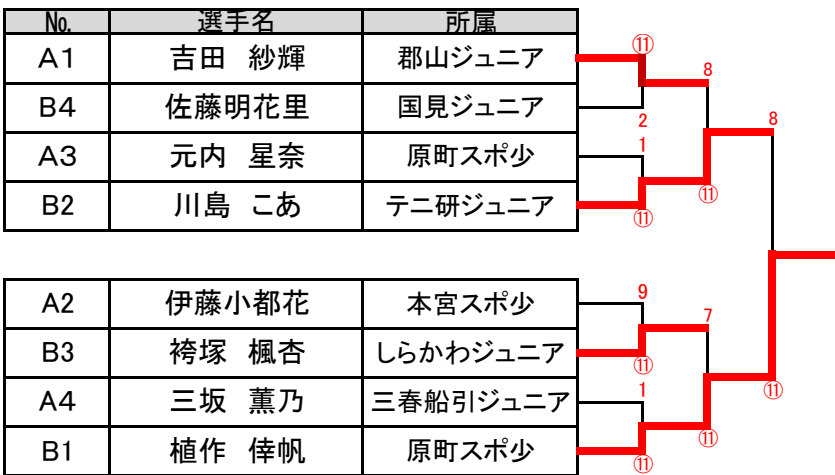 № 選手名 所属
A1 吉田 紗輝 郡山ジュニア ⑪
8
B4 佐藤明花里 国見ジュニア 2
8
A3 元内 星奈 原町スポ少 1
⑪
B2 川島 こあ テニ研ジュニア ⑪
A2 伊藤小都花 本宮スポ少 9
7
B3 袴塚 楓杏 しらかわジュニア ⑪
⑪
A4 三坂 薫乃 三春船引ジュニア 1
⑪
B1 植作 倖帆 原町スポ少 ⑪